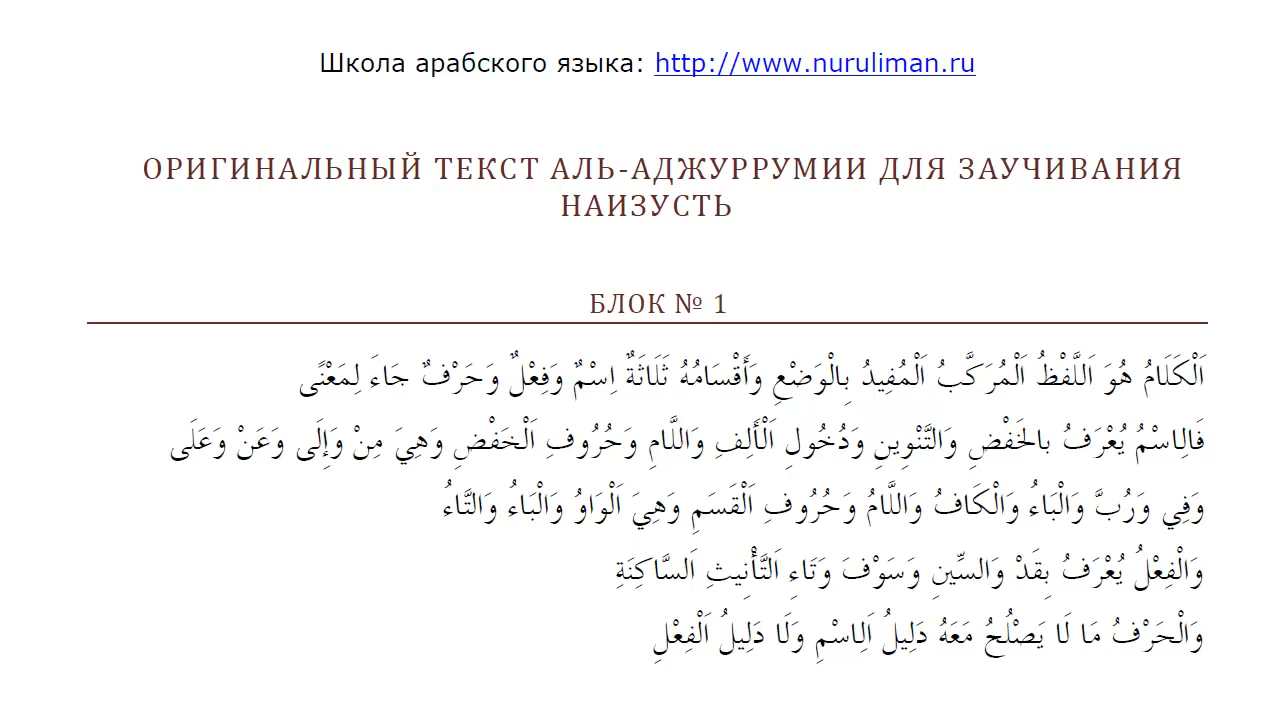 Школа арабского языка: http://www.nuruliman.ru
ОРИГИНАЛЬНЫЙ ТЕКСТ АЛЬ-АДЖУРРУМИИ ДЛЯ ЗАУЧИВАНИЯ
НАИЗУСТЬ
БЛОК № 1
اَلْكَلَامُ هُوَ اَللَّفْظُ اَلْمُرَكَّبُ اَلْمُفِيدُ بِالْوَضْعِ وَأَقْسَامُهُ ثَلَاثَةٌ اِسْمٌ وَفِعْلٌ وَحَرْفٌ جَاءَ لِمَعْنًى
فَالِاسْمُ يُعْرَفُ بالخَفْضِ وَالتَّنْوِينِ وَدُخُولِ اَلْأَلِفِ وَاللَّامِ وَحُرُوفِ اَلْخَفْضِ وَهِيَ مِنْ وَإِلَى وَعَنْ وَعَلَى
وَفِي وَرُبَّ وَالْبَاءُ وَالْكَافُ وَاللَّامُ وَحُرُوفِ اَلْقَسَمِ وَهِيَ اَلْوَاوُ وَالْبَاءُ وَالتَّاءُ
وَالْفِعْلُ يُعْرَفُ بِقَدْ وَالسِّينِ وَسَوْفَ وَتَاءِ اَلتَّأْنِيثِ اَلسَّاكِنَةِ
وَالْحَرْفُ مَا لَا يَصْلُحُ مَعَهُ دَلِيلُ اَلِاسْمِ وَلَا دَلِيلُ اَلْفِعْلِ